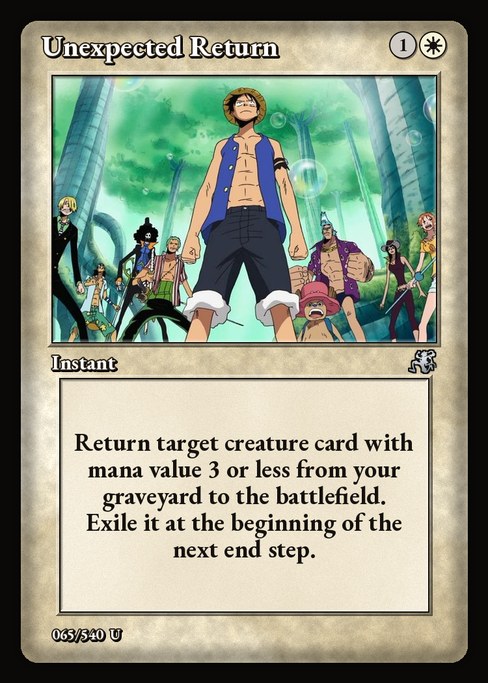 Unexpected Return 1
Instant
Return target creature card with
mana value 3 or less from your
graveyard to the battlefield.
Exile it at the beginning of the
next end step.
065/540 U